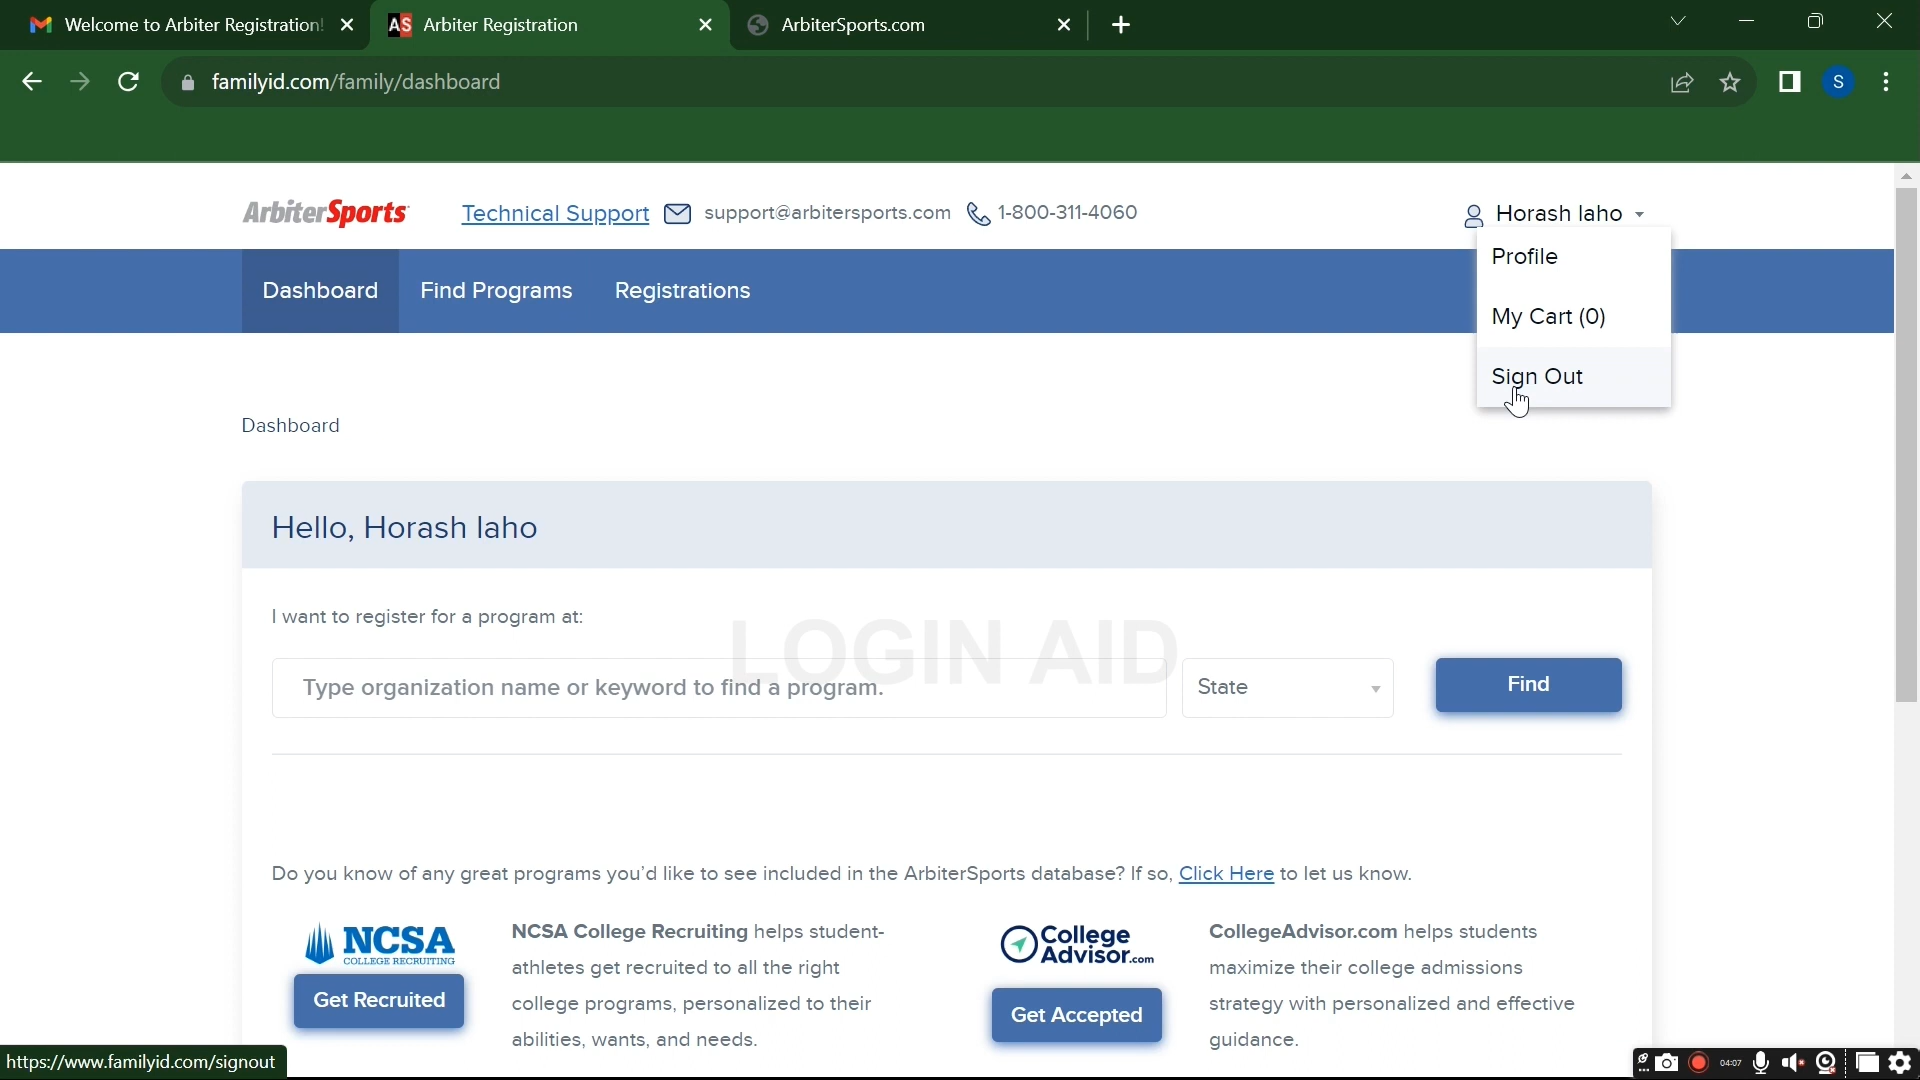 Welcome to Arbiter Registration!
AS Arbiter Registration
ArbiterSports.com
familyid.com/family/dashboard
S
ArbiterSports
Technical Support
support@arbitersports.com
1-800-311-4060
Horash laho
Profile
My Cart (0)
Sign Out
Dashboard
Find Programs
Registrations
Dashboard
Hello, Horash laho
I want to register for a program at:
LOGIN AID
Type organization name or keyword to find a program.
State
Find
Do you know of any great programs you'd like to see included in the ArbiterSports database? If so, Click Here to let us know.
NCSA
COLLEGE RECRUITING
Get Recruited
NCSA College Recruiting helps student-
athletes get recruited to all the right
college programs, personalized to their
abilities, wants, and needs.
College
Advisor.com
Get Accepted
CollegeAdvisor.com helps students
maximize their college admissions
strategy with personalized and effective
guidance.
https://www.familyid.com/signout
04:07